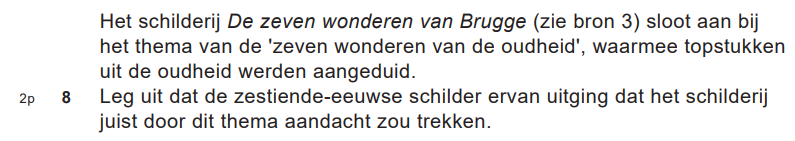 Het schilderij De zeven wonderen van Brugge (zie bron 3) sloot aan bij
het thema van de 'zeven wonderen van de oudheid', waarmee topstukken
uit de oudheid werden aangeduid.
2p 8 Leg uit dat de zestiende-eeuwse schilder ervan uitging dat het schilderij
juist door dit thema aandacht zou trekken.